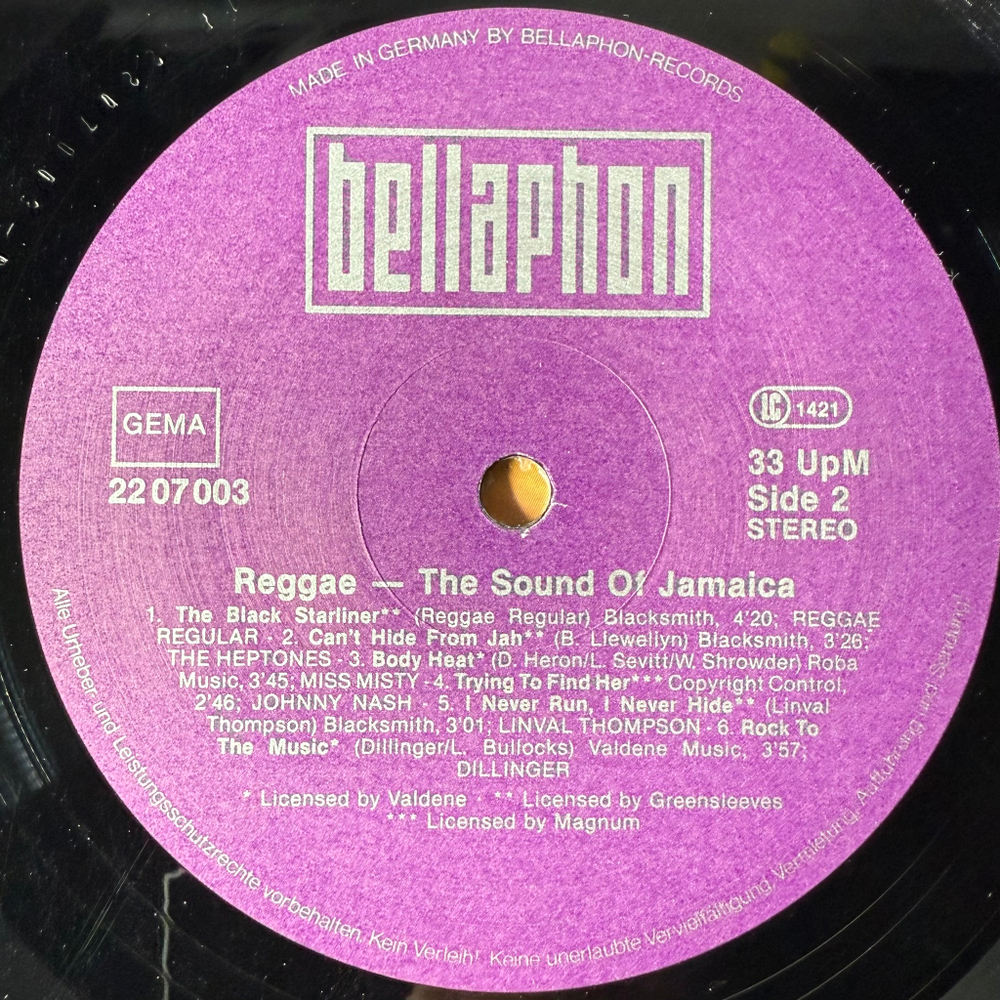 MADE IN GERMANY BY BELLAPHON-RECORDS
bellaphon
GEMA
22 07 003
LC 1421
33 UpM
Side 2
STEREO
Reggae — The Sound Of Jamaica
1. The Black Starliner** (Reggae Regular) Blacksmith, 4'20; REGGAE
REGULAR - 2. Can't Hide From Jah** (B. Llewellyn) Blacksmith, 3'26;
THE HEPTONES - 3. Body Heat* (D. Heron/L. Sevitt/W. Shrowder) Roba
Music, 3'45; MISS MISTY - 4. Trying To Find Her*** Copyright Control,
2'46; JOHNNY NASH - 5. I Never Run, I Never Hide** (Linval
Thompson) Blacksmith, 3'01; LINVAL THOMPSON - 6. Rock To
The Music* (Dillinger/L. Bullocks) Valdene Music, 3'57;
DILLINGER
* Licensed by Valdene - ** Licensed by Greensleeves
*** Licensed by Magnum
Alle Urheber- und Leistungsschutzrechte vorbehalten. Kein Verleih! Keine unerlaubte Vervielfältigung, Vermietung, Aufführung und Sendung!